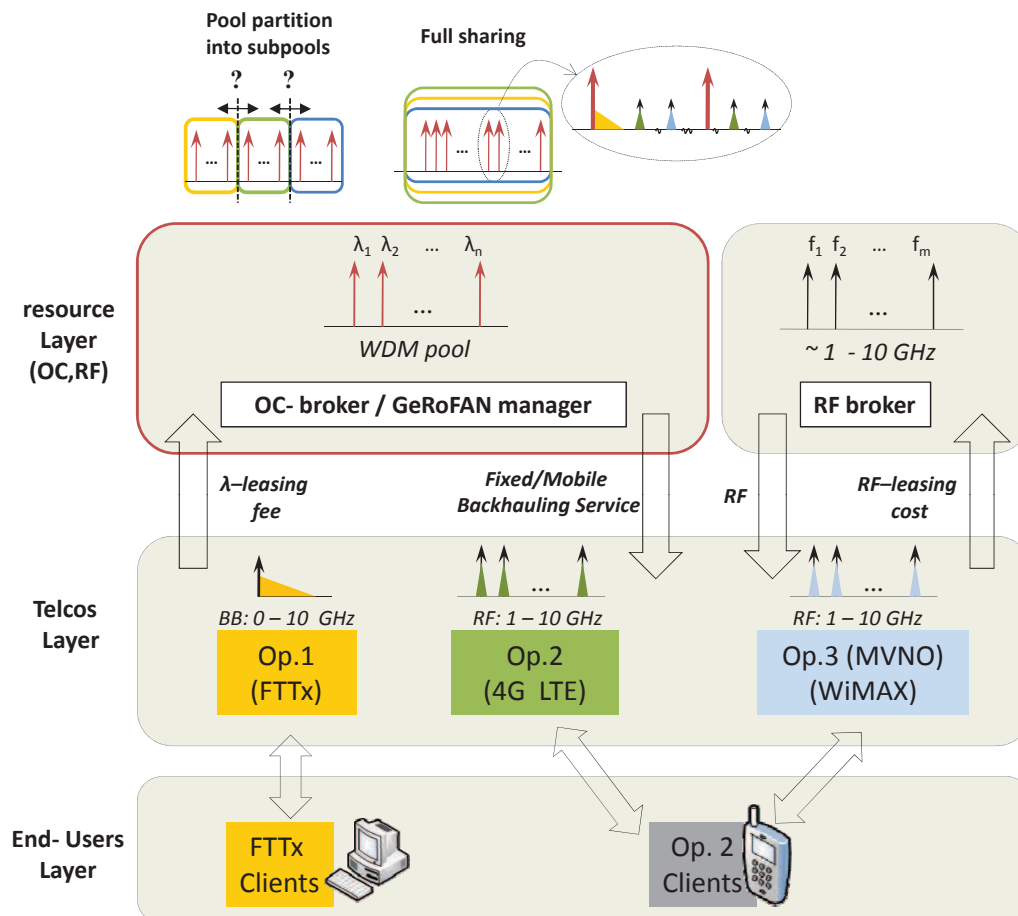 Pool partition
into subpools
Full sharing
? ?
... ... ...
... ...
resource
Layer
(OC,RF)
λ1 λ2 ... λn
...
WDM pool
OC- broker / GeRoFAN manager
f1 f2 ... fm
...
~ 1 - 10 GHz
RF broker
λ–leasing
fee
Fixed/Mobile
Backhauling Service
RF
RF–leasing
cost
Telcos
Layer
BB: 0 – 10 GHz
Op.1
(FTTx)
...
RF: 1 – 10 GHz
Op.2
(4G LTE)
...
RF: 1 – 10 GHz
Op.3 (MVNO)
(WiMAX)
End- Users
Layer
FTTx
Clients
Op. 2
Clients